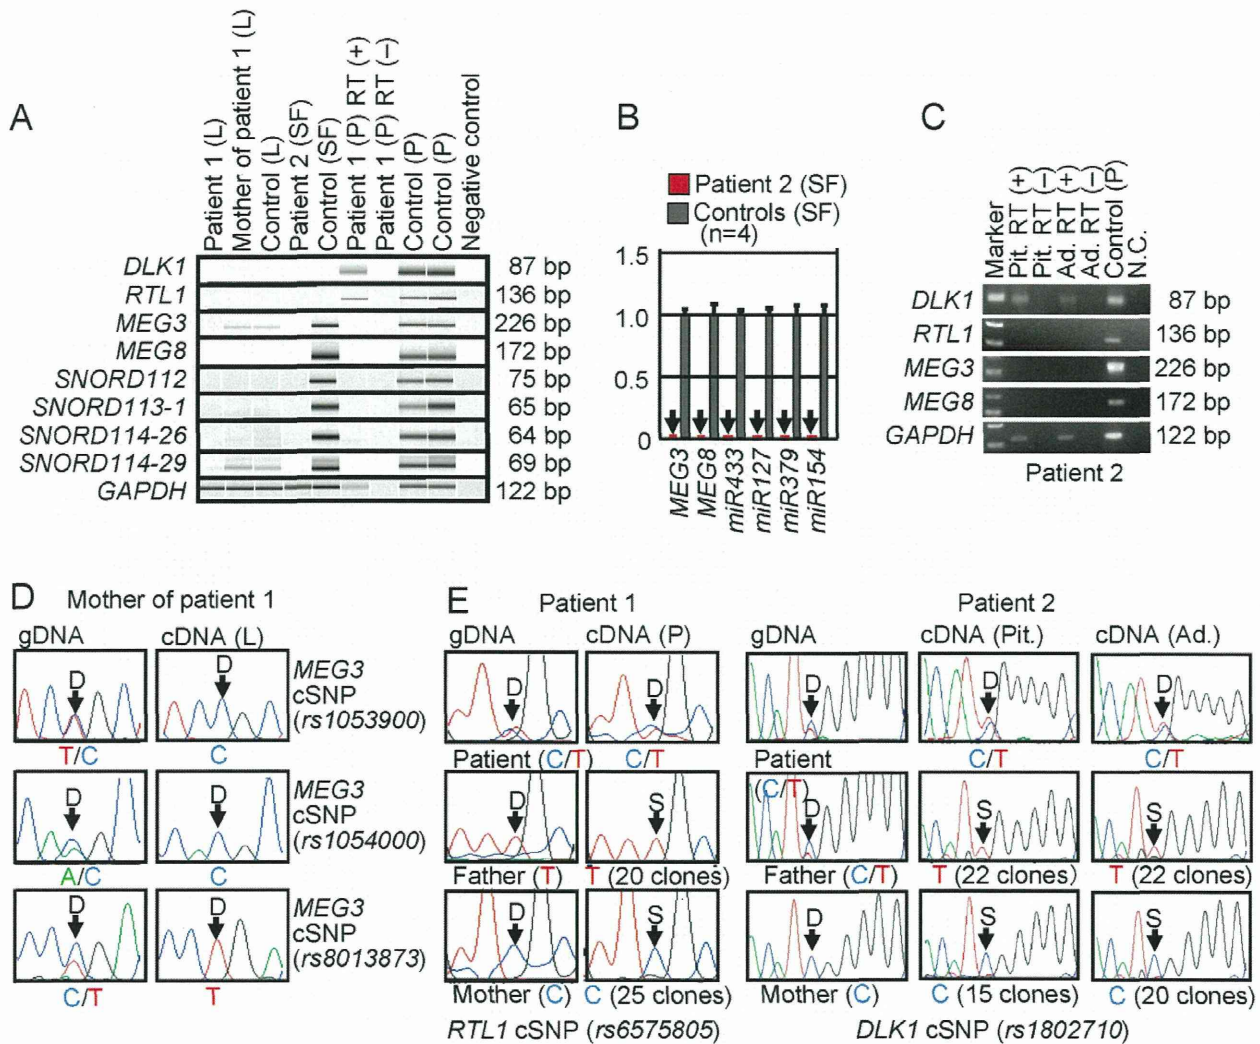 A
Patient 1 (L)
Mother of patient 1 (L)
Control (L)
Patient 2 (SF)
Control (SF)
Patient 1 (P) RT (+)
Patient 1 (P) RT (−)
Control (P)
Control (P)
Negative control
DLK1 87 bp
RTL1 136 bp
MEG3 226 bp
MEG8 172 bp
SNORD112 75 bp
SNORD113-1 65 bp
SNORD114-26 64 bp
SNORD114-29 69 bp
GAPDH 122 bp
B
Patient 2 (SF)
Controls (SF)
(n=4)
1.5
1.0
0.5
0
MEG3
MEG8
miR433
miR127
miR379
miR154
C
Marker
Pit. RT (+)
Pit. RT (−)
Ad. RT (+)
Ad. RT (−)
Control (P)
N.C.
DLK1 87 bp
RTL1 136 bp
MEG3 226 bp
MEG8 172 bp
GAPDH 122 bp
Patient 2
D
Mother of patient 1
gDNA cDNA (L)
D D
MEG3
cSNP
(rs1053900)
T/C C
D D
MEG3
cSNP
(rs1054000)
A/C C
D D
MEG3
cSNP
(rs8013873)
C/T T
E
Patient 1 Patient 2
gDNA cDNA (P) gDNA cDNA (Pit.) cDNA (Ad.)
D D D D D
Patient (C/T) C/T Patient C/T C/T
(C/T)
D S D S S
Father (T) T (20 clones) Father (C/T) T (22 clones) T (22 clones)
D S D S S
Mother (C) C (25 clones) Mother (C) C (15 clones) C (20 clones)
RTL1 cSNP (rs6575805) DLK1 cSNP (rs1802710)